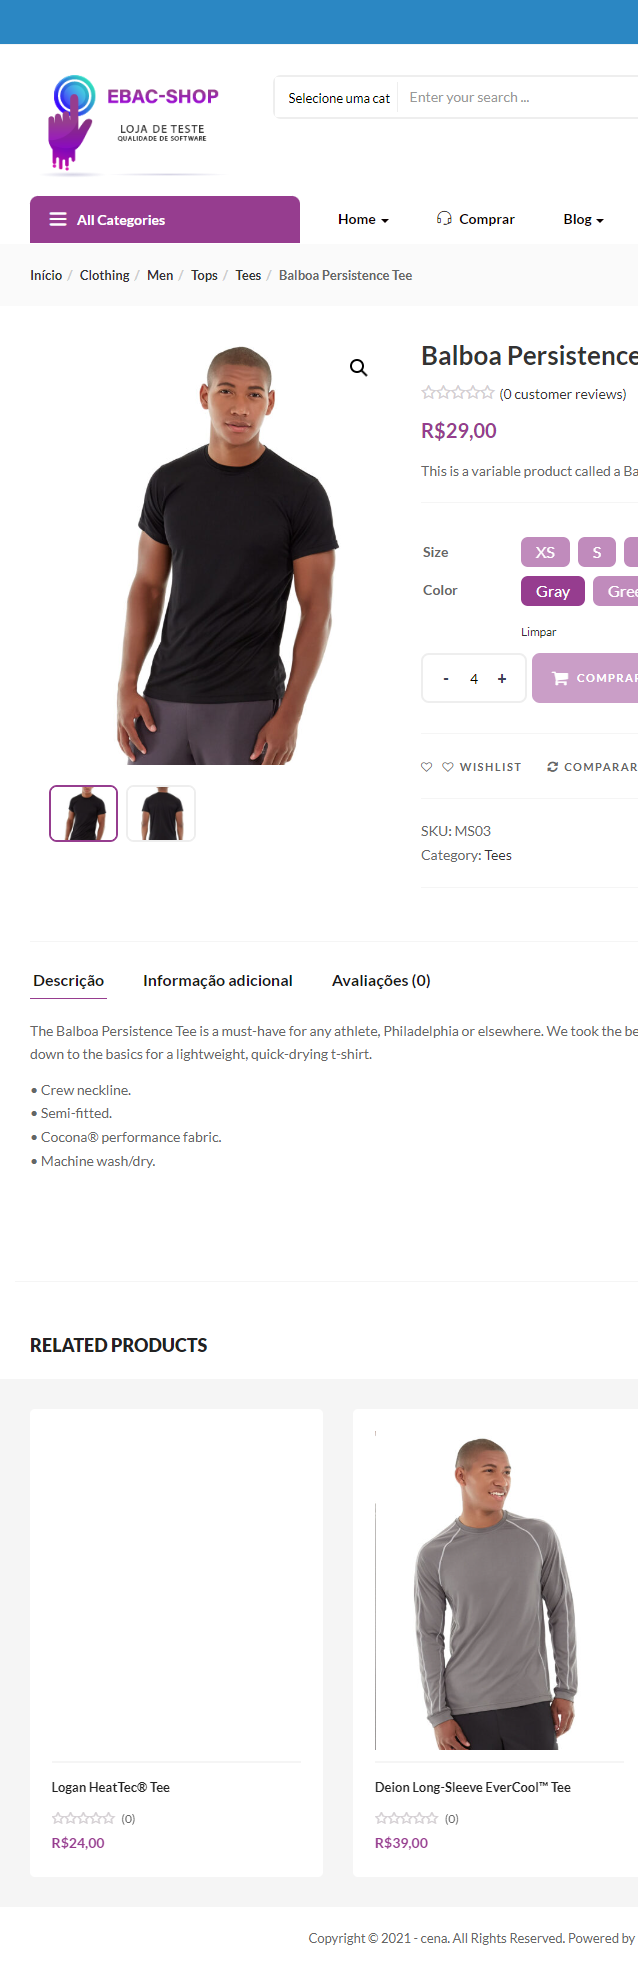 EBAC-SHOP
LOJA DE TESTE
QUALIDADE DE SOFTWARE
Selecione uma cat
Enter your search ...
All Categories
Home
Comprar
Blog
Início / Clothing / Men / Tops / Tees / Balboa Persistence Tee
Balboa Persistence
(0 customer reviews)
R$29,00
This is a variable product called a Ba
Size
XS
S
Color
Gray
Gree
Limpar
- 4 +
COMPRAR
WISHLIST
COMPARAR
SKU: MS03
Category: Tees
Descrição
Informação adicional
Avaliações (0)
The Balboa Persistence Tee is a must-have for any athlete, Philadelphia or elsewhere. We took the be
down to the basics for a lightweight, quick-drying t-shirt.
• Crew neckline.
• Semi-fitted.
• Cocona® performance fabric.
• Machine wash/dry.
RELATED PRODUCTS
Logan HeatTec® Tee
(0)
R$24,00
Deion Long-Sleeve EverCool™ Tee
(0)
R$39,00
Copyright © 2021 - cena. All Rights Reserved. Powered by